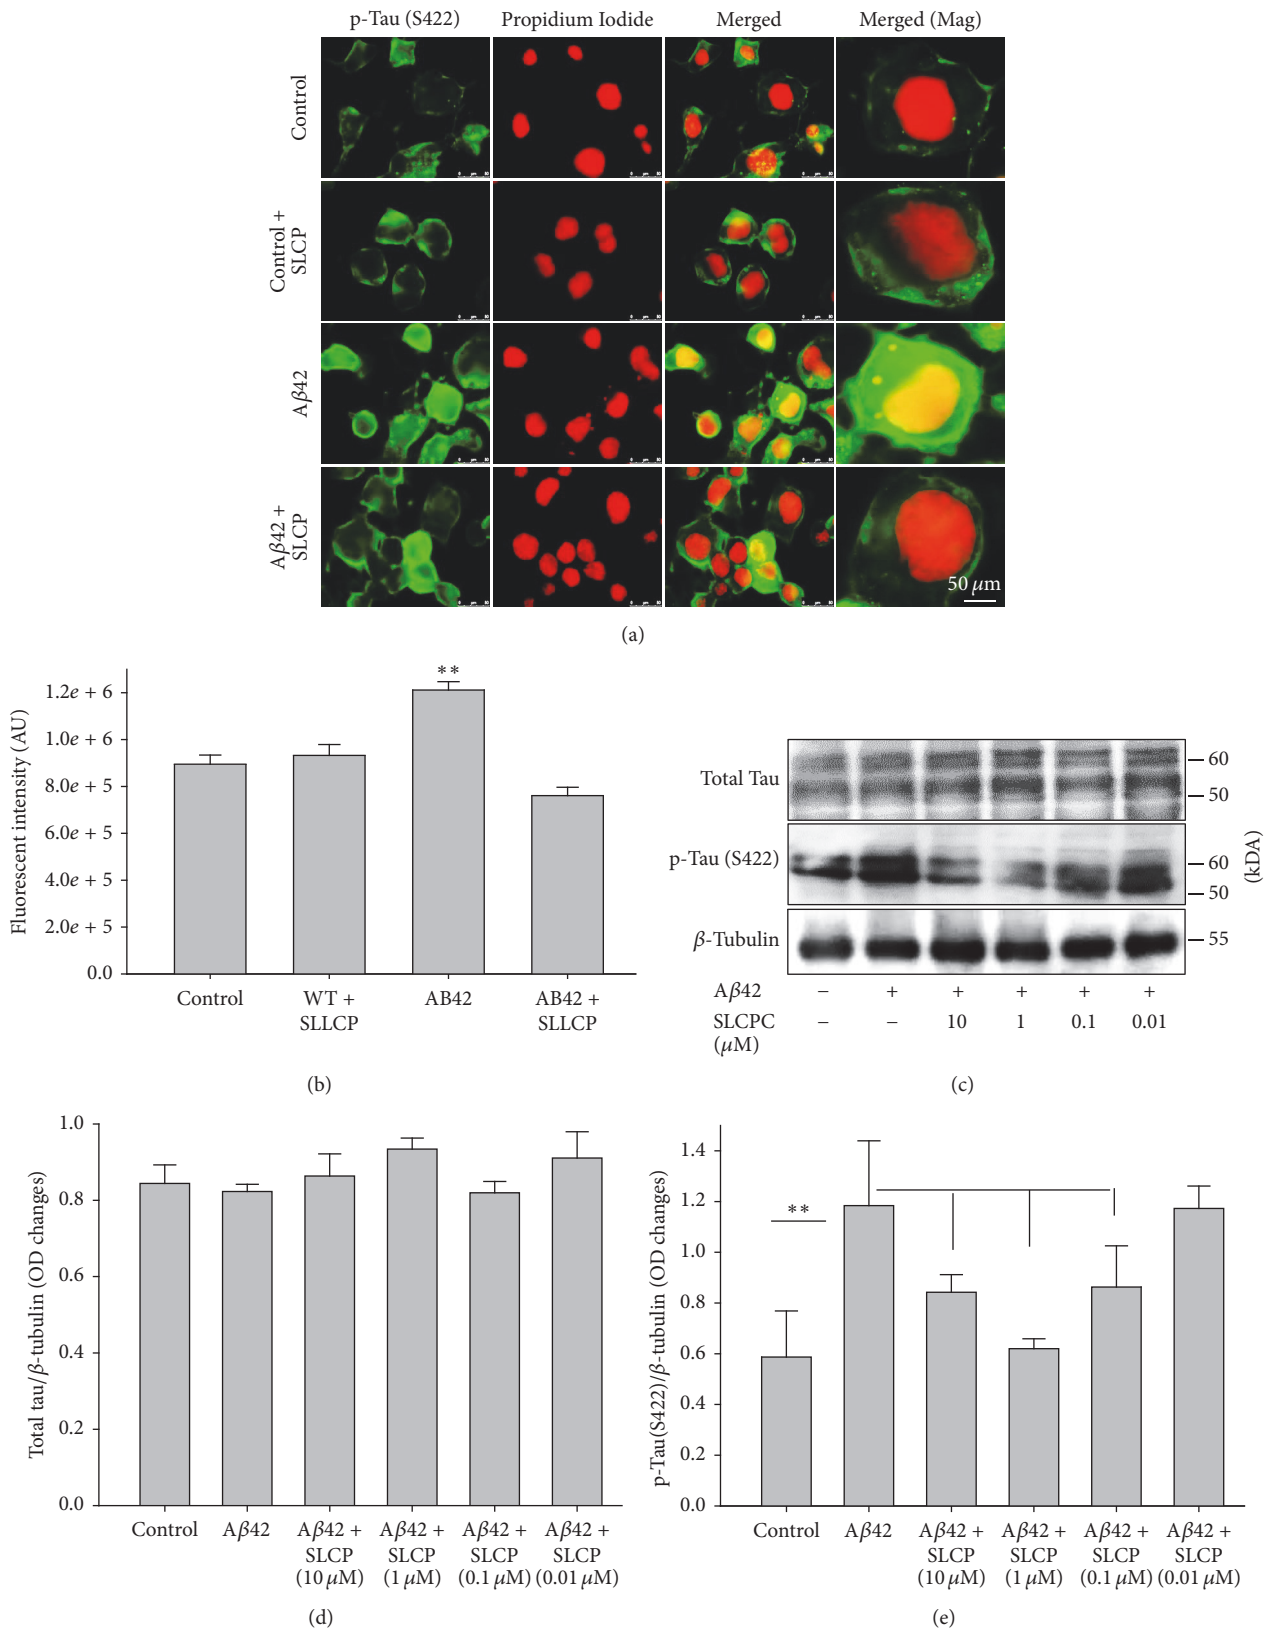 p-Tau (S422) Propidium Iodide Merged Merged (Mag)
Control
Control +
SLCP
Aβ42
Aβ42 +
SLCP
50 μm
(a)
Fluorescent intensity (AU)
1.2e + 6
1.0e + 6
8.0e + 5
6.0e + 5
4.0e + 5
2.0e + 5
0.0
**
Control WT + AB42 AB42 +
SLLCP SLLCP
(b)
Total Tau
60
50
p-Tau (S422)
60
50
(kDA)
β-Tubulin
55
Aβ42 − + + + + +
SLCPC − − 10 1 0.1 0.01
(μM)
(c)
Total tau/β-tubulin (OD changes)
1.0
0.8
0.6
0.4
0.2
0.0
Control Aβ42 Aβ42 + Aβ42 + Aβ42 + Aβ42 +
SLCP SLCP SLCP SLCP
(10 μM) (1 μM) (0.1 μM) (0.01 μM)
(d)
p-Tau(S422)/β-tubulin (OD changes)
1.4
1.2
1.0
0.8
0.6
0.4
0.2
0.0
**
Control Aβ42 Aβ42 + Aβ42 + Aβ42 + Aβ42 +
SLCP SLCP SLCP SLCP
(10 μM) (1 μM) (0.1 μM) (0.01 μM)
(e)